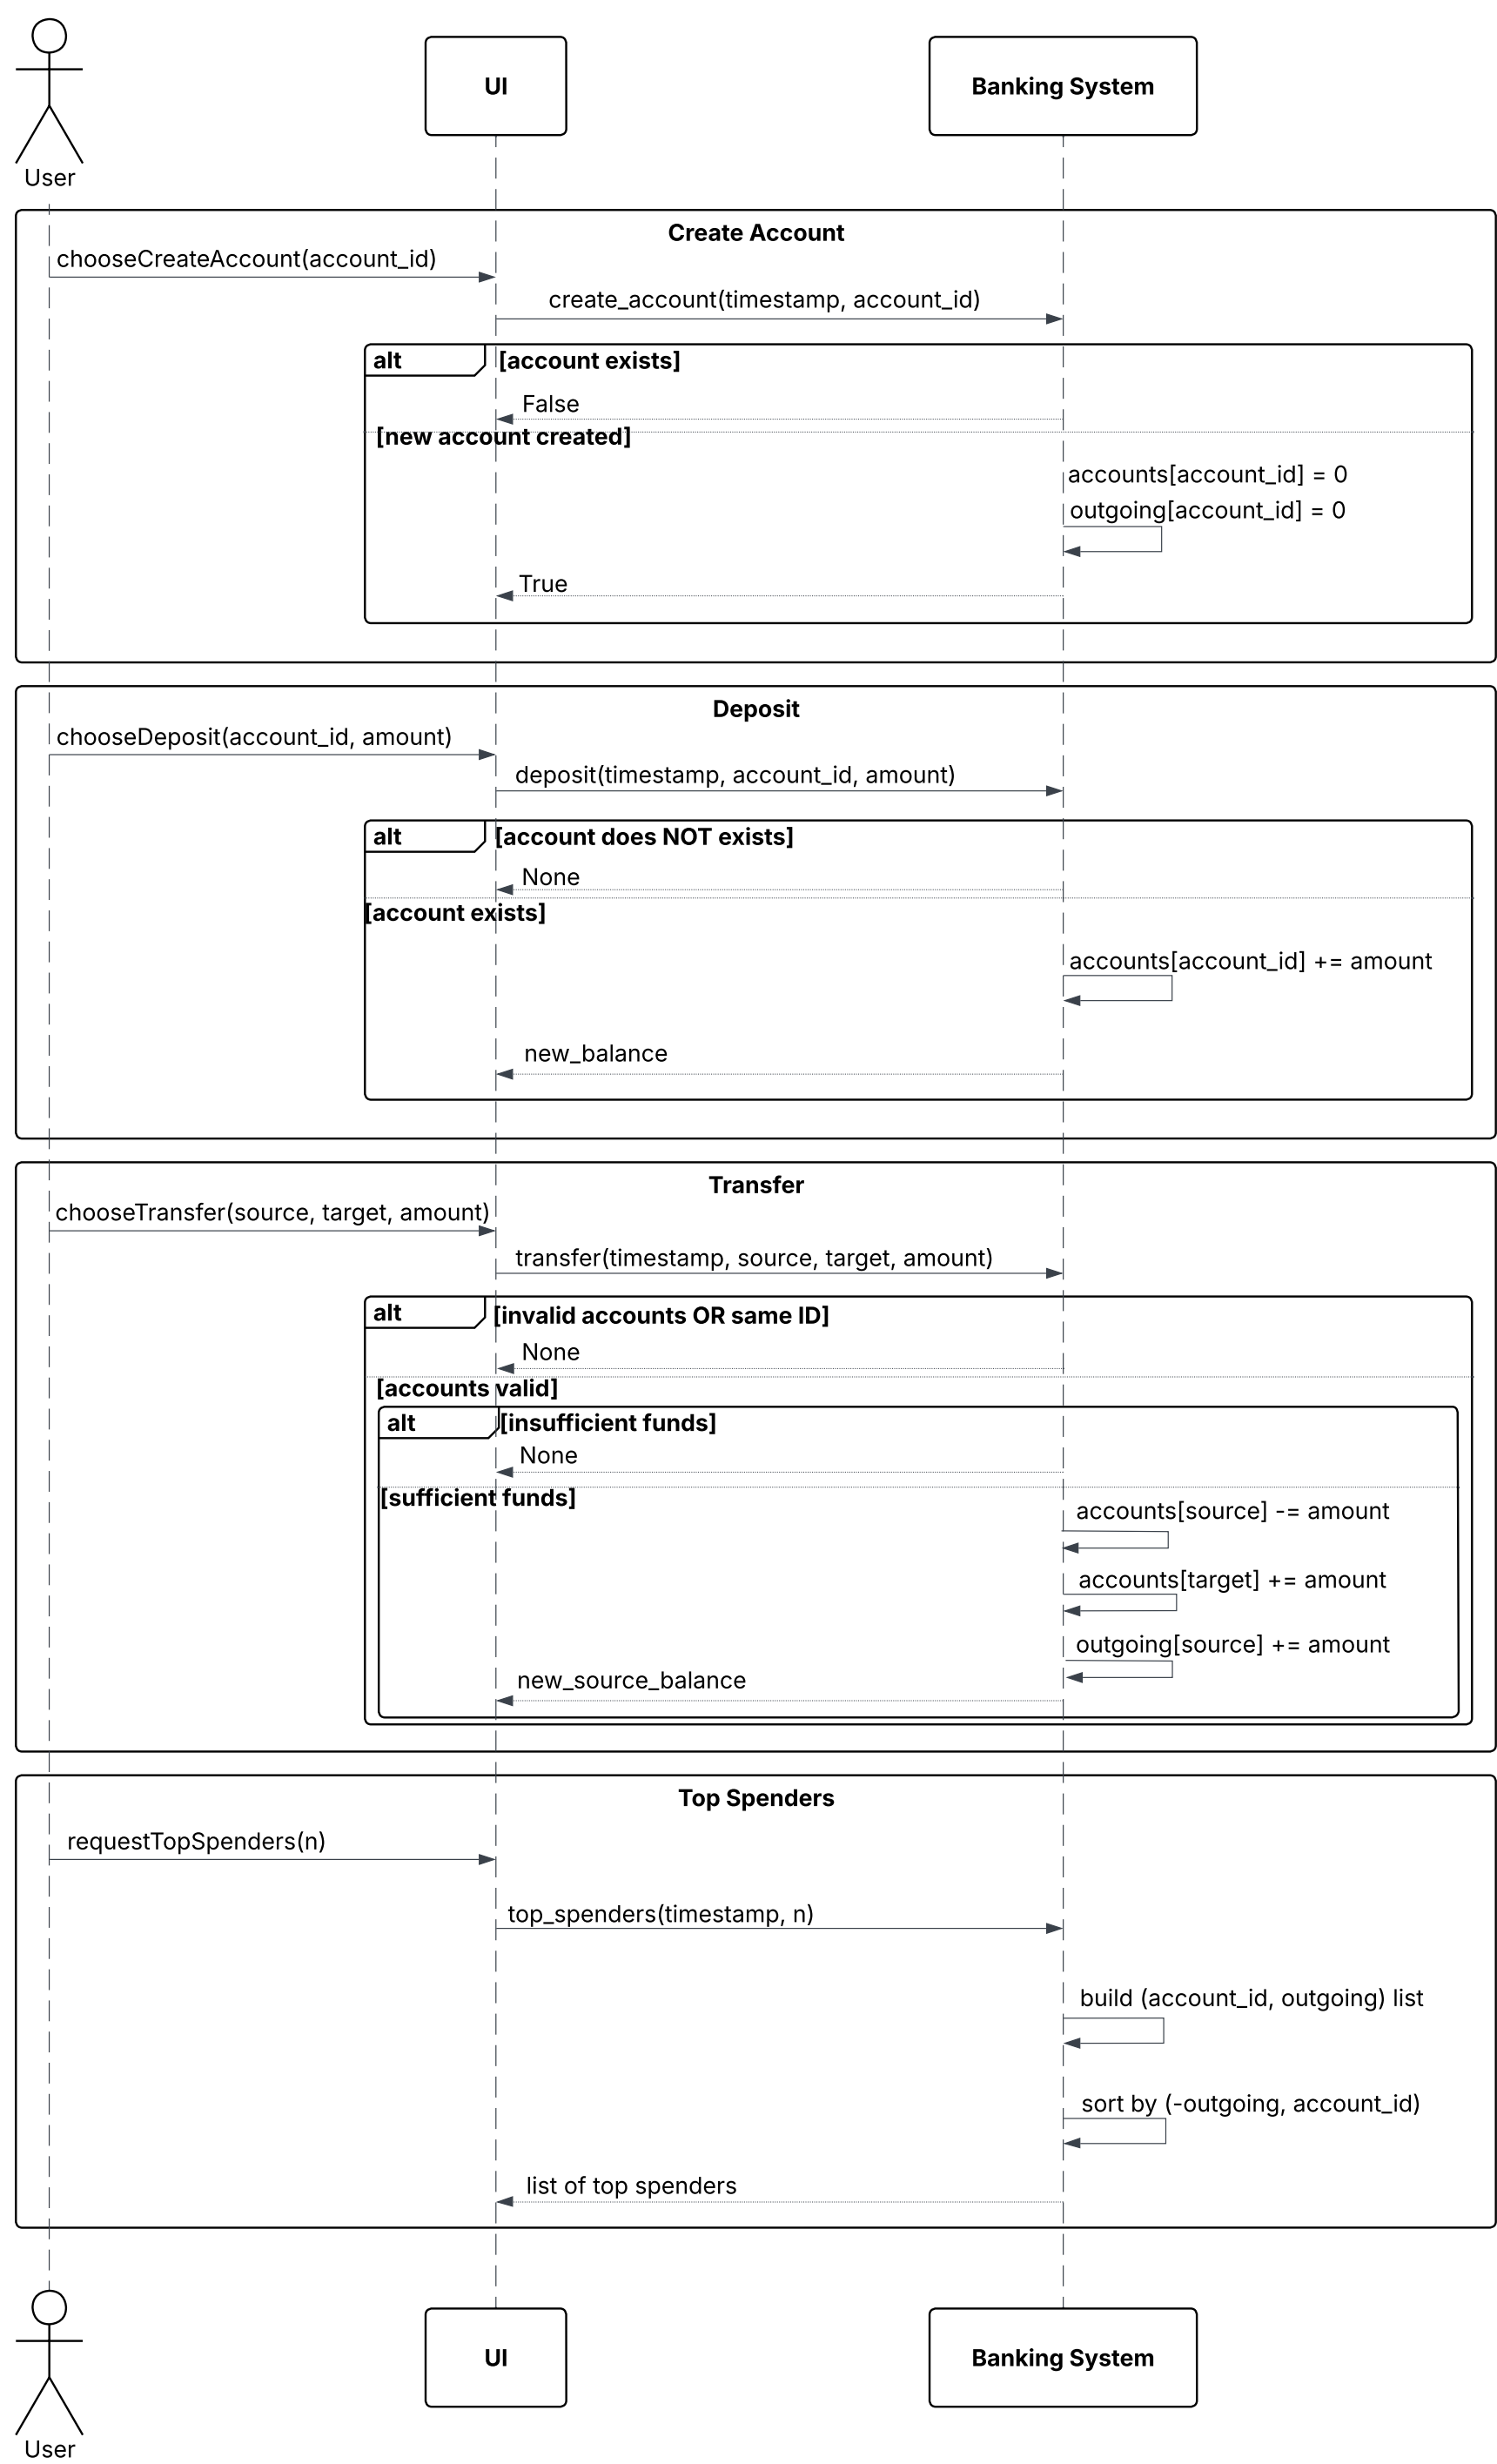 User
UI
Banking System
Create Account
chooseCreateAccount(account_id)
create_account(timestamp, account_id)
alt
[account exists]
False
[new account created]
accounts[account_id] = 0
outgoing[account_id] = 0
True
Deposit
chooseDeposit(account_id, amount)
deposit(timestamp, account_id, amount)
alt
[account does NOT exists]
None
[account exists]
accounts[account_id] += amount
new_balance
Transfer
chooseTransfer(source, target, amount)
transfer(timestamp, source, target, amount)
alt
[invalid accounts OR same ID]
None
[accounts valid]
alt
[insufficient funds]
None
[sufficient funds]
accounts[source] -= amount
accounts[target] += amount
outgoing[source] += amount
new_source_balance
Top Spenders
requestTopSpenders(n)
top_spenders(timestamp, n)
build (account_id, outgoing) list
sort by (-outgoing, account_id)
list of top spenders
UI
Banking System
User